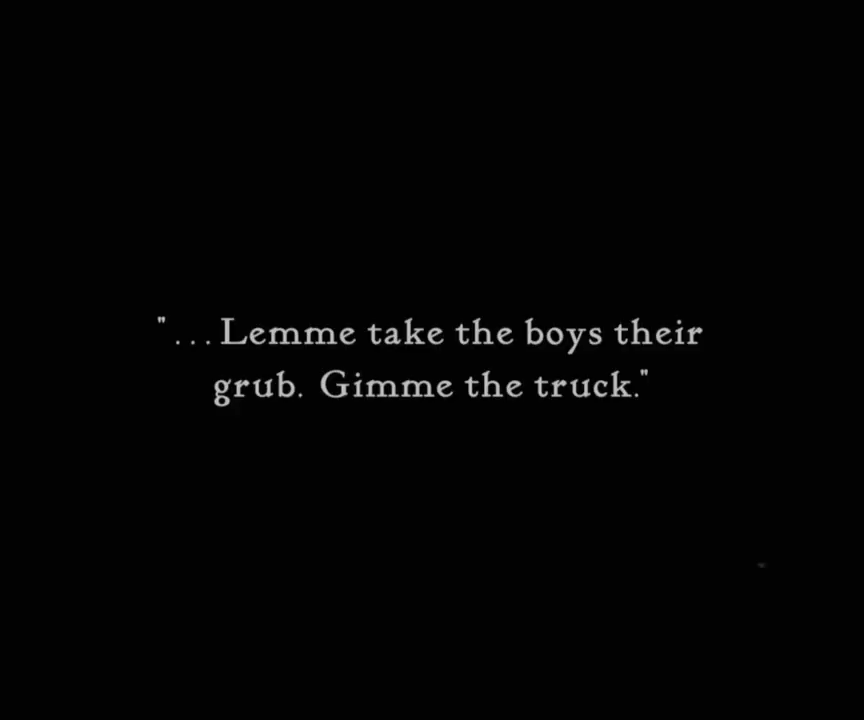 "...Lemme take the boys their
grub. Gimme the truck."